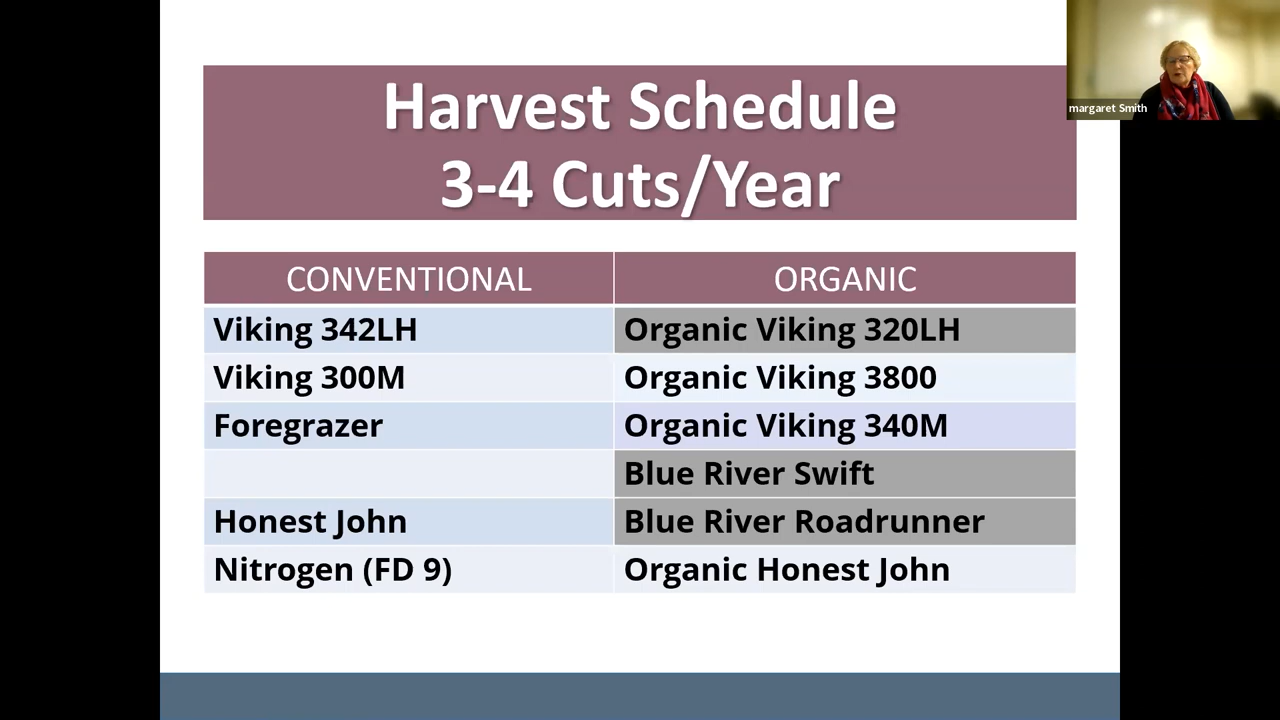 Harvest Schedule
3-4 Cuts/Year
margaret Smith
CONVENTIONAL ORGANIC
Viking 342LH Organic Viking 320LH
Viking 300M Organic Viking 3800
Foregrazer Organic Viking 340M
Blue River Swift
Honest John Blue River Roadrunner
Nitrogen (FD 9) Organic Honest John